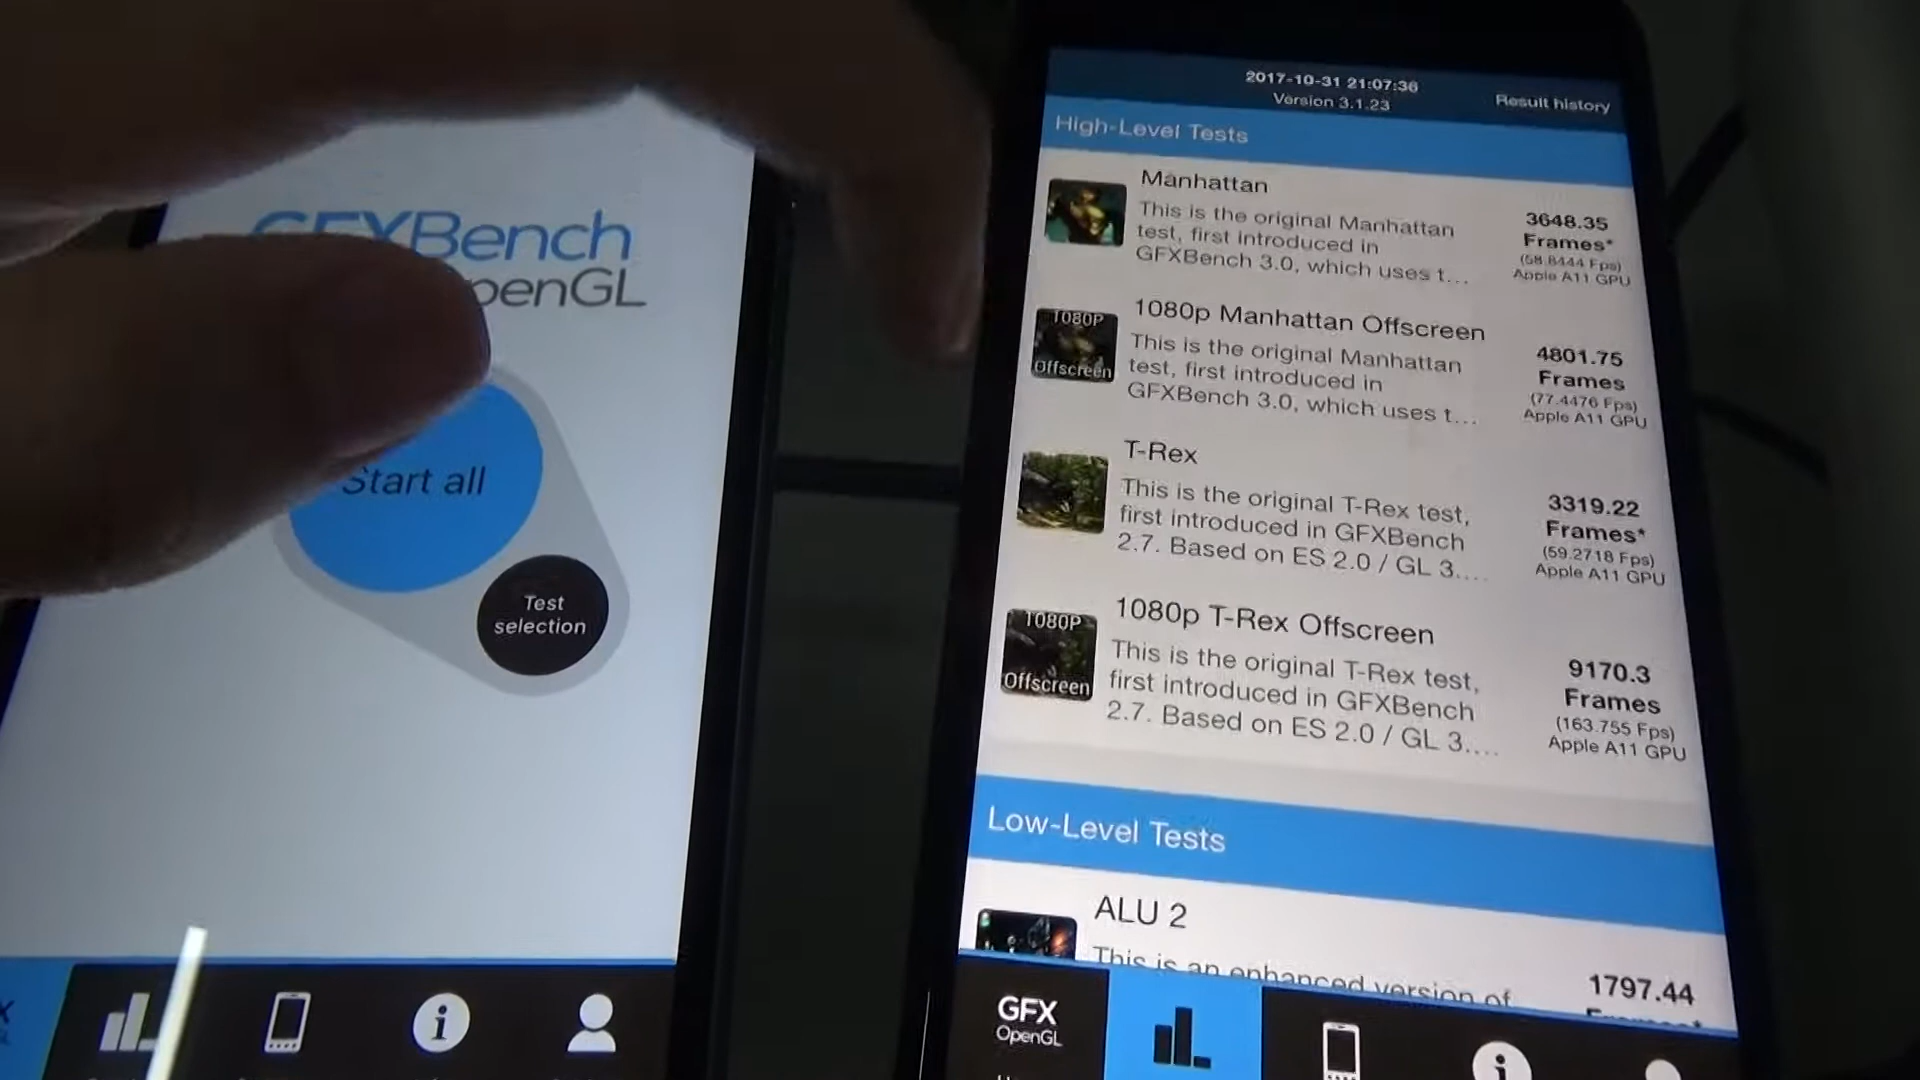 Bench
penGL
Start all
Test
selection
2017-10-31 21:07:36
Version 3.1.23
Result history
High-Level Tests
Manhattan
This is the original Manhattan
test, first introduced in
GFXBench 3.0, which uses t...
3648.35
Frames*
(58.8444 Fps)
Apple A11 GPU
1080P
Offscreen
1080p Manhattan Offscreen
This is the original Manhattan
test, first introduced in
GFXBench 3.0, which uses t...
4801.75
Frames
(77.4476 Fps)
Apple A11 GPU
T-Rex
This is the original T-Rex test,
first introduced in GFXBench
2.7. Based on ES 2.0 / GL 3....
3319.22
Frames*
(59.2718 Fps)
Apple A11 GPU
1080P
Offscreen
1080p T-Rex Offscreen
This is the original T-Rex test,
first introduced in GFXBench
2.7. Based on ES 2.0 / GL 3....
9170.3
Frames
(163.755 Fps)
Apple A11 GPU
Low-Level Tests
ALU 2
This is an enhanced version of
1797.44
Frames*
GFX
OpenGL